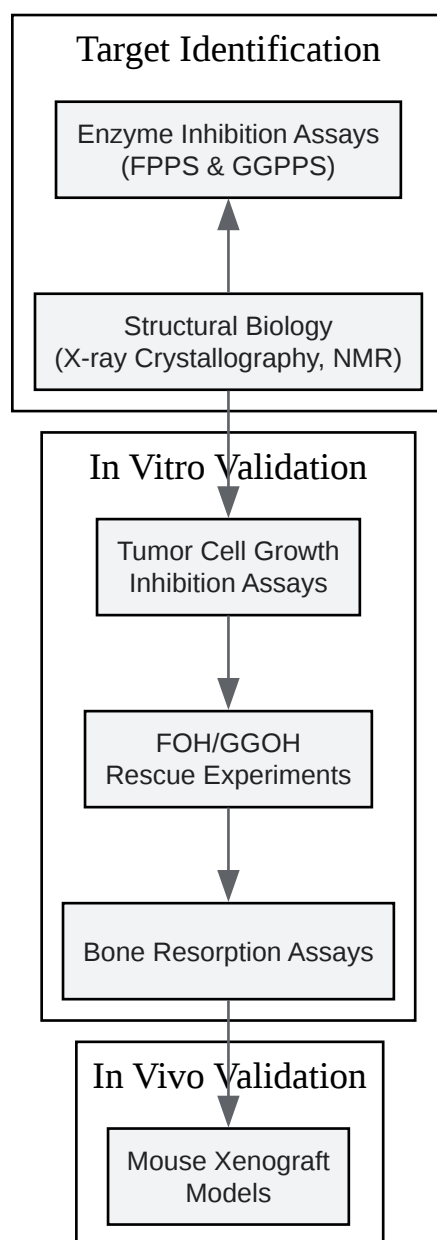 Target Identification
Enzyme Inhibition Assays
(FPPS & GGPPS)
Structural Biology
(X-ray Crystallography, NMR)
In Vitro Validation
Tumor Cell Growth
Inhibition Assays
FOH/GGOH
Rescue Experiments
Bone Resorption Assays
In Vivo Validation
Mouse Xenograft
Models